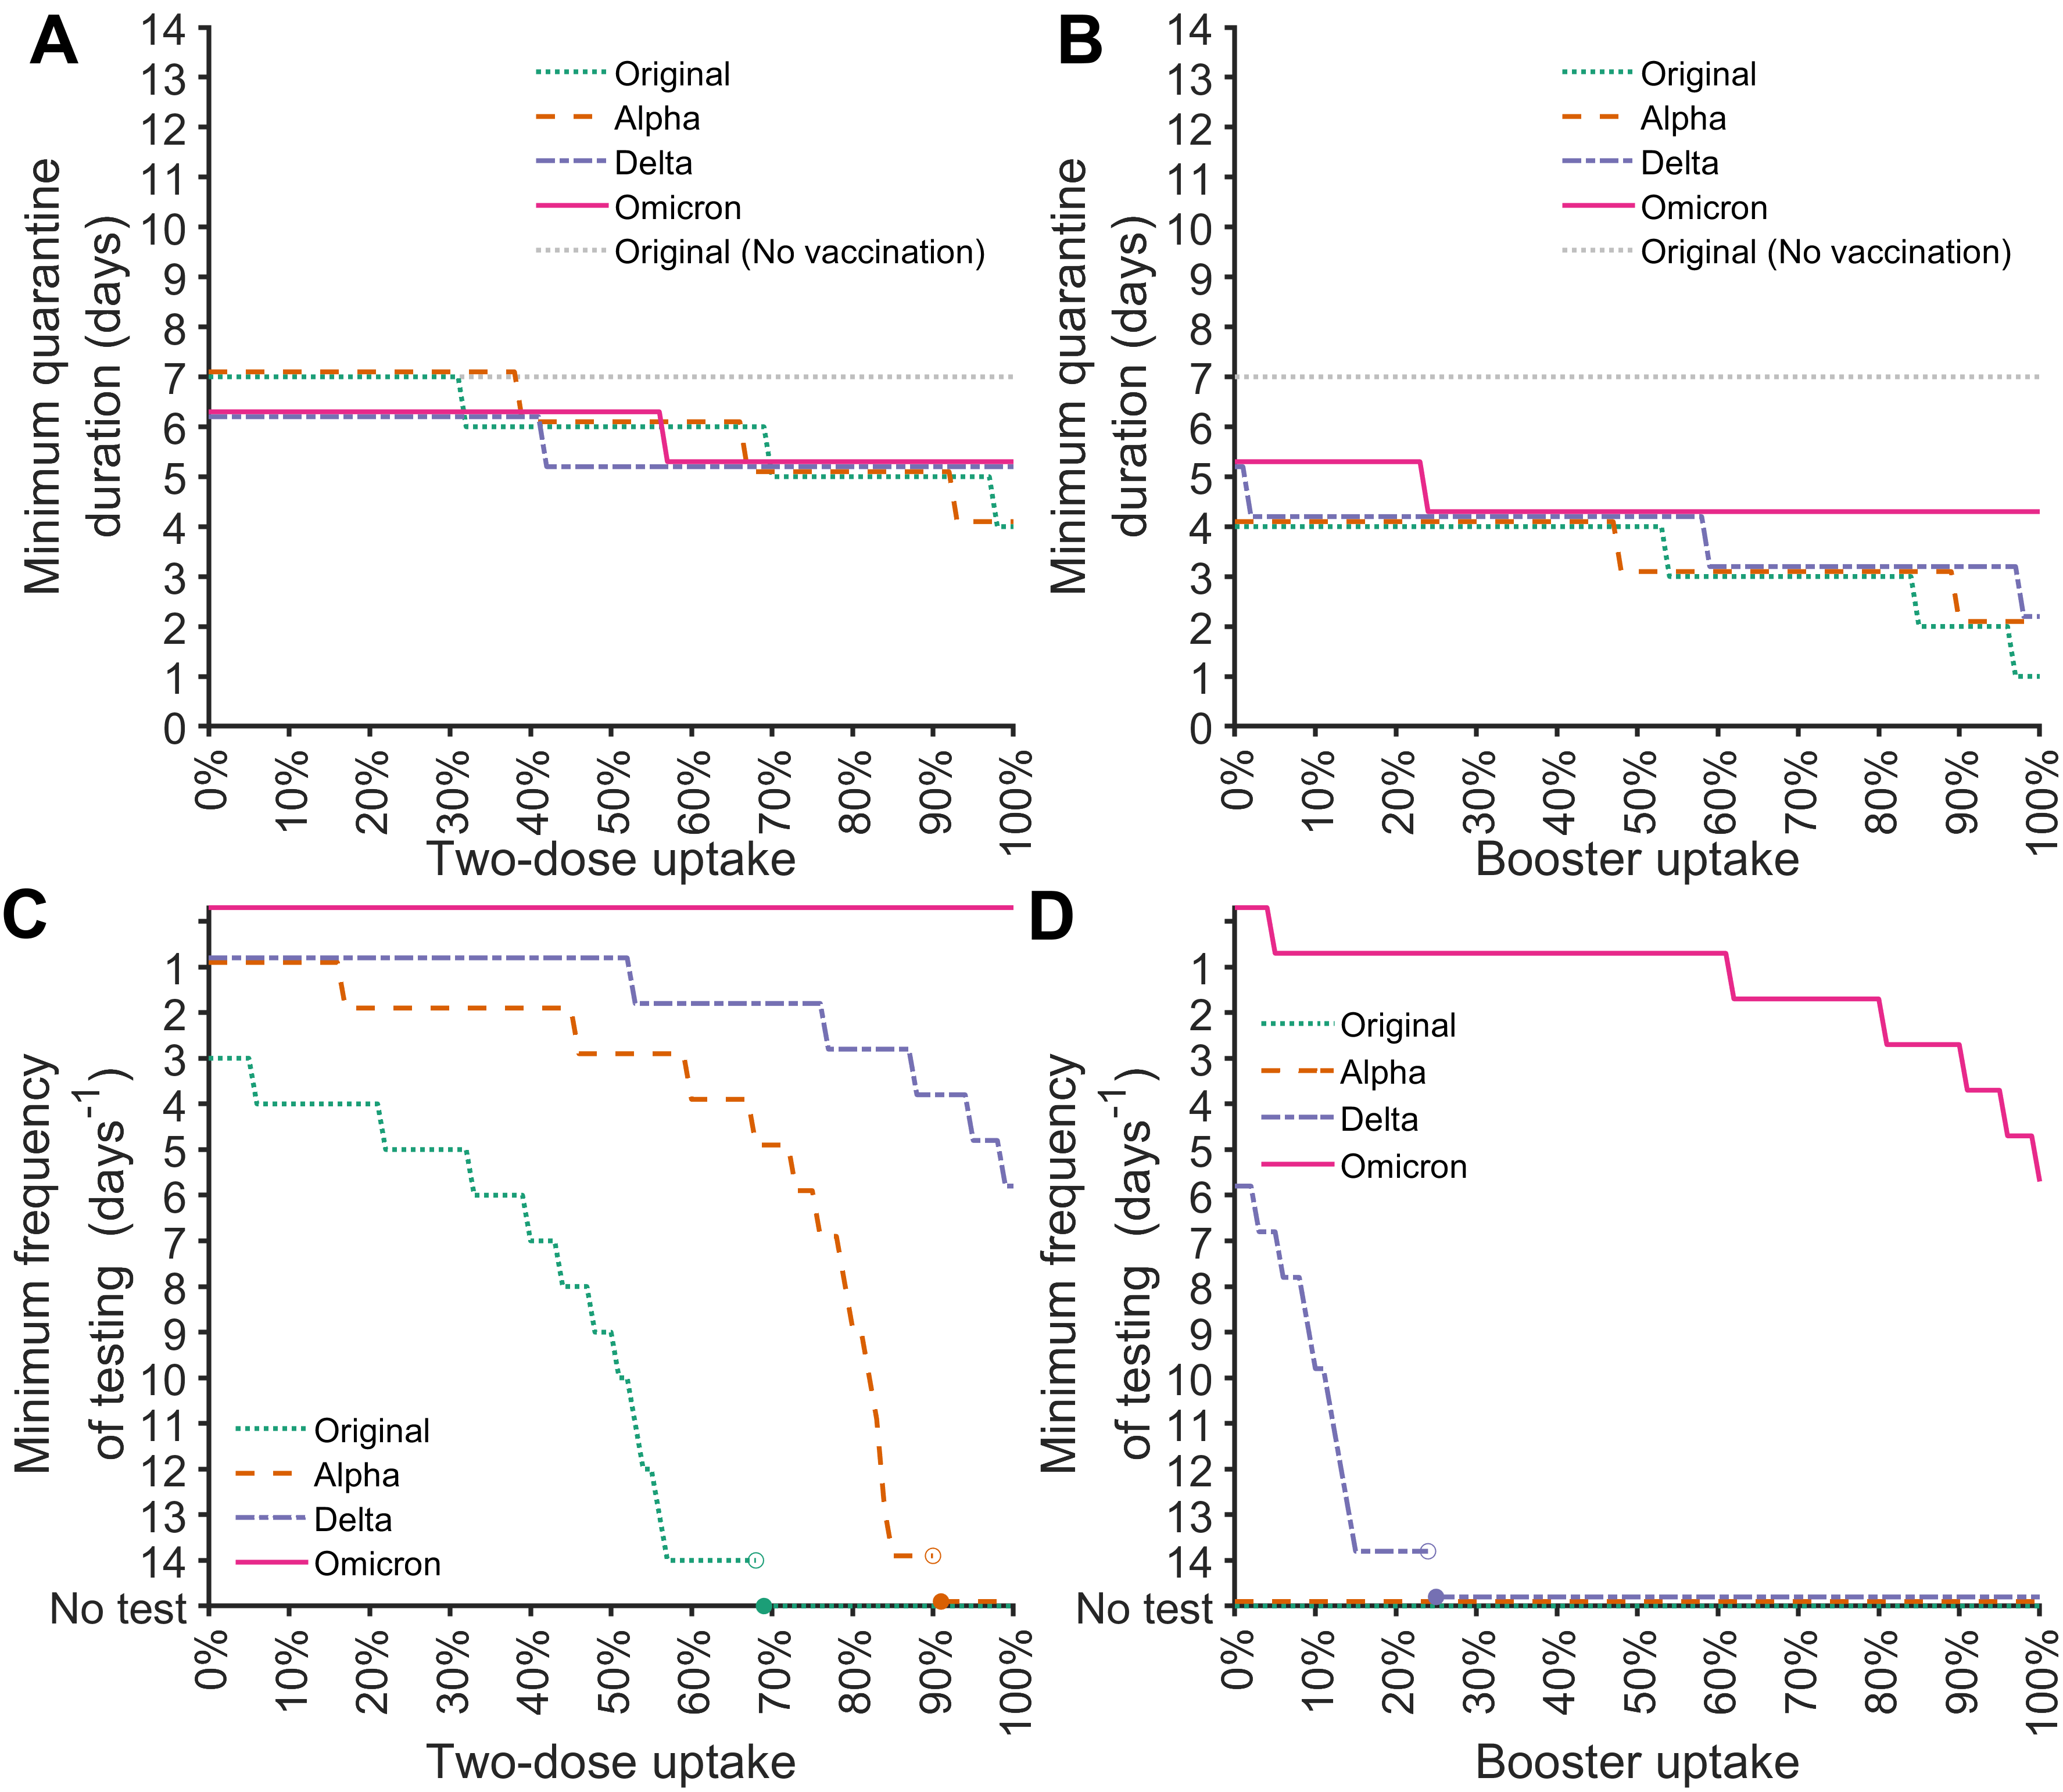 A
Minimum quarantine
duration (days)
14
13
12
11
10
9
8
7
6
5
4
3
2
1
0
Original
Alpha
Delta
Omicron
Original (No vaccination)
0%
10%
20%
30%
40%
50%
60%
70%
80%
90%
100%
Two-dose uptake
B
Minimum quarantine
duration (days)
14
13
12
11
10
9
8
7
6
5
4
3
2
1
0
Original
Alpha
Delta
Omicron
Original (No vaccination)
0%
10%
20%
30%
40%
50%
60%
70%
80%
90%
100%
Booster uptake
C
Minimum frequency
of testing (days⁻¹)
1
2
3
4
5
6
7
8
9
10
11
12
13
14
No test
Original
Alpha
Delta
Omicron
0%
10%
20%
30%
40%
50%
60%
70%
80%
90%
100%
Two-dose uptake
D
Minimum frequency
of testing (days⁻¹)
1
2
3
4
5
6
7
8
9
10
11
12
13
14
No test
Original
Alpha
Delta
Omicron
0%
10%
20%
30%
40%
50%
60%
70%
80%
90%
100%
Booster uptake